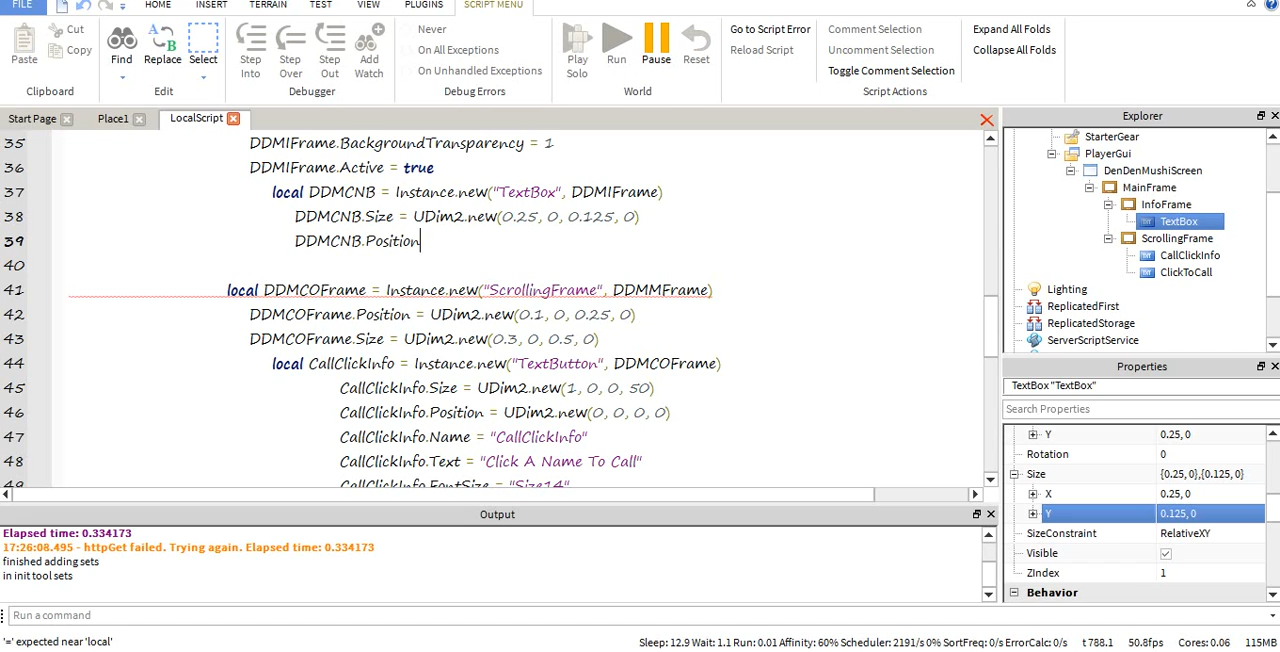 FILE HOME INSERT TERRAIN TEST VIEW PLUGINS SCRIPT MENU
Paste Cut Copy Find Replace Select Step Into Step Over Step Out Add Watch Never On All Exceptions On Unhandled Exceptions Play Solo Run Pause Reset Go to Script Error Reload Script Comment Selection Uncomment Selection Toggle Comment Selection Expand All Folds Collapse All Folds
Clipboard Edit Debugger Debug Errors World Script Actions
Start Page Place1 LocalScript
35 DDMIFrame.BackgroundTransparency = 1
36 DDMIFrame.Active = true
37 local DDMCNB = Instance.new("TextBox", DDMIFrame)
38 DDMCNB.Size = UDim2.new(0.25, 0, 0.125, 0)
39 DDMCNB.Position
40
41 local DDMCOFrame = Instance.new("ScrollingFrame", DDMMFrame)
42 DDMCOFrame.Position = UDim2.new(0.1, 0, 0.25, 0)
43 DDMCOFrame.Size = UDim2.new(0.3, 0, 0.5, 0)
44 local CallClickInfo = Instance.new("TextButton", DDMCOFrame)
45 CallClickInfo.Size = UDim2.new(1, 0, 0, 50)
46 CallClickInfo.Position = UDim2.new(0, 0, 0, 0)
47 CallClickInfo.Name = "CallClickInfo"
48 CallClickInfo.Text = "Click A Name To Call"
49 CallClickInfo.FontSize = "Size14"
Explorer
StarterGear
PlayerGui
DenDenMushiScreen
MainFrame
InfoFrame
TextBox
ScrollingFrame
CallClickInfo
ClickToCall
Lighting
ReplicatedFirst
ReplicatedStorage
ServerScriptService
Properties
TextBox "TextBox"
Search Properties
Y 0.25, 0
Rotation 0
Size {0.25, 0},{0.125, 0}
X 0.25, 0
Y 0.125, 0
SizeConstraint RelativeXY
Visible
ZIndex 1
Behavior
Output
Elapsed time: 0.334173
17:26:08.495 - httpGet failed. Trying again. Elapsed time: 0.334173
finished adding sets
in init tool sets
Run a command
'=' expected near 'local' Sleep: 12.9 Wait: 1.1 Run: 0.01 Affinity: 60% Scheduler: 2191/s 0% SortFreq: 0/s ErrorCalc: 0/s t 788.1 50.8fps Cores: 0.06 115MB